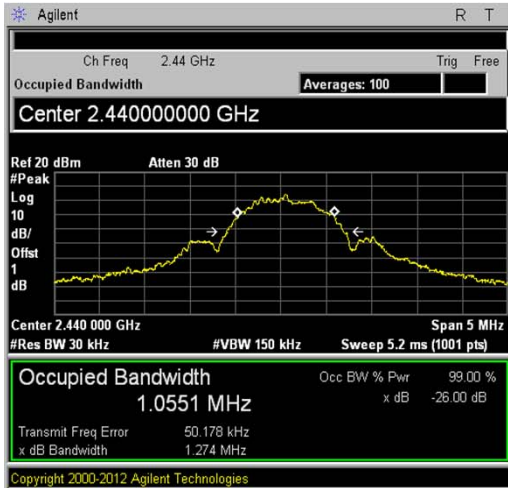 Agilent R T
Ch Freq 2.44 GHz Trig Free
Occupied Bandwidth Averages: 100
Center 2.440000000 GHz
Ref 20 dBm Atten 30 dB
#Peak
Log
10
dB/
Offst
1
dB
Center 2.440 000 GHz Span 5 MHz
#Res BW 30 kHz #VBW 150 kHz Sweep 5.2 ms (1001 pts)
Occupied Bandwidth Occ BW % Pwr 99.00 %
1.0551 MHz x dB -26.00 dB
Transmit Freq Error 50.178 kHz
x dB Bandwidth 1.274 MHz
Copyright 2000-2012 Agilent Technologies